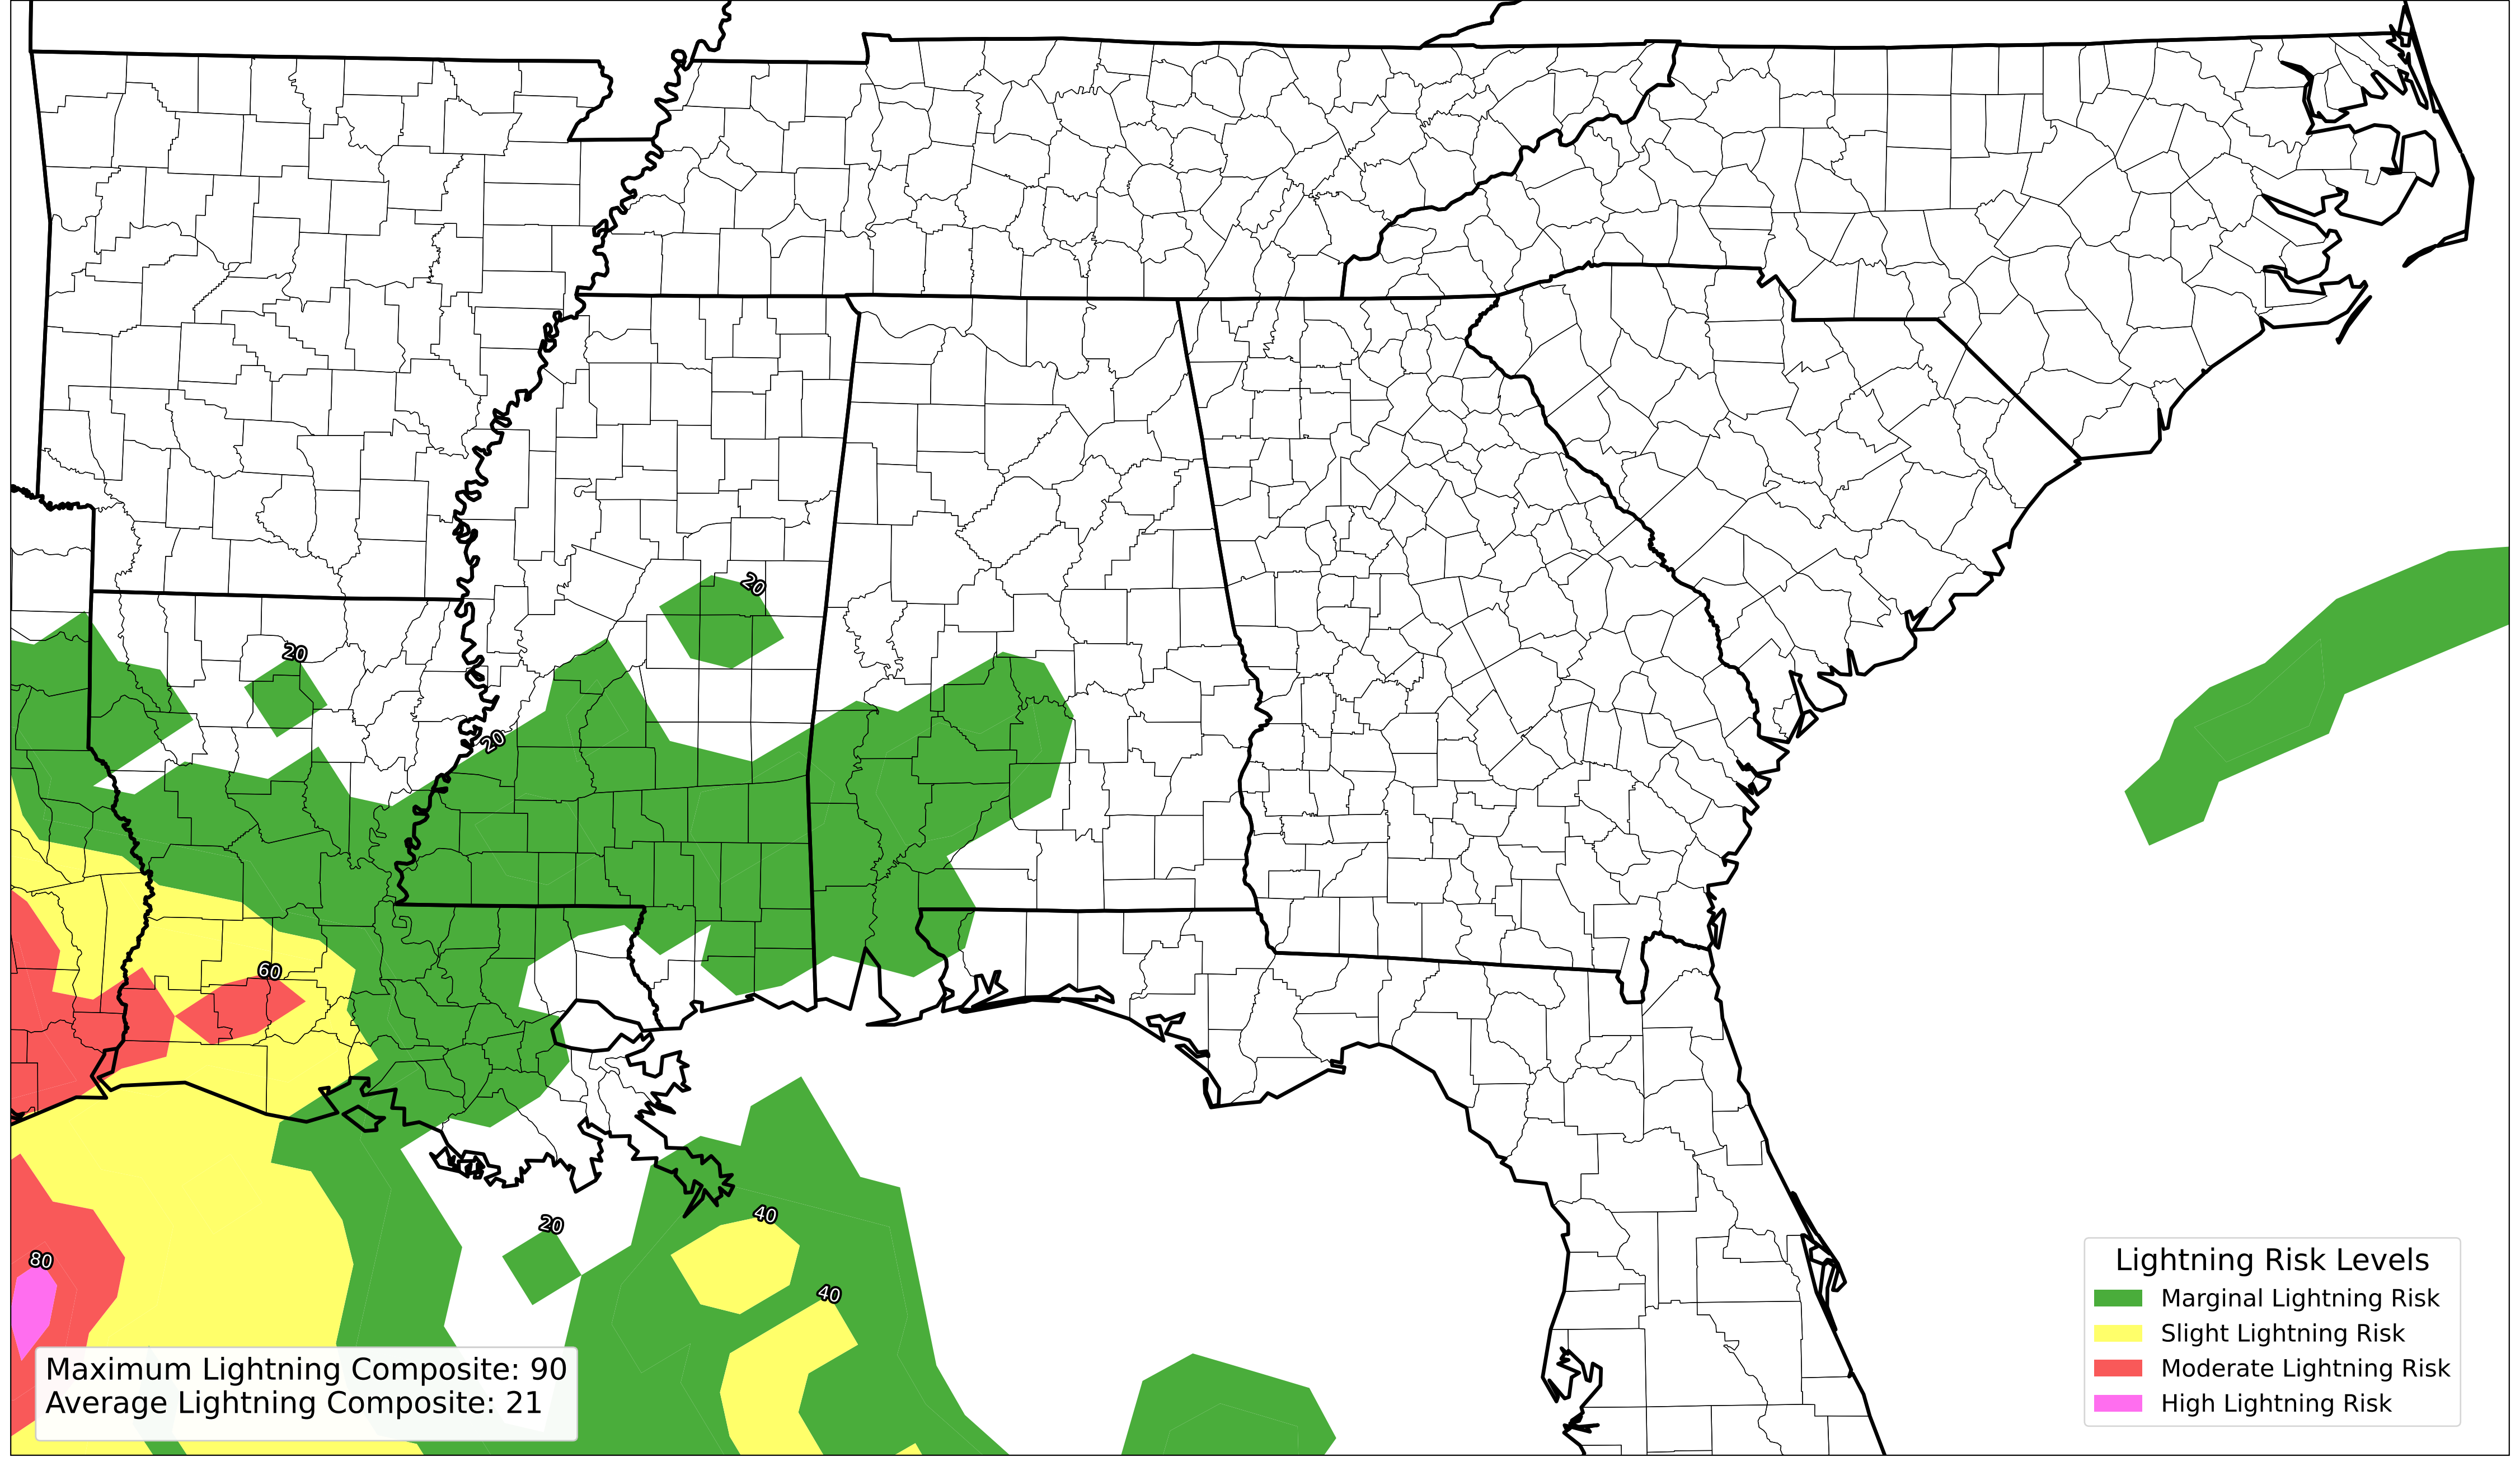 20
20
20
60
80
20
40
40
Maximum Lightning Composite: 90
Average Lightning Composite: 21
Lightning Risk Levels
Marginal Lightning Risk
Slight Lightning Risk
Moderate Lightning Risk
High Lightning Risk